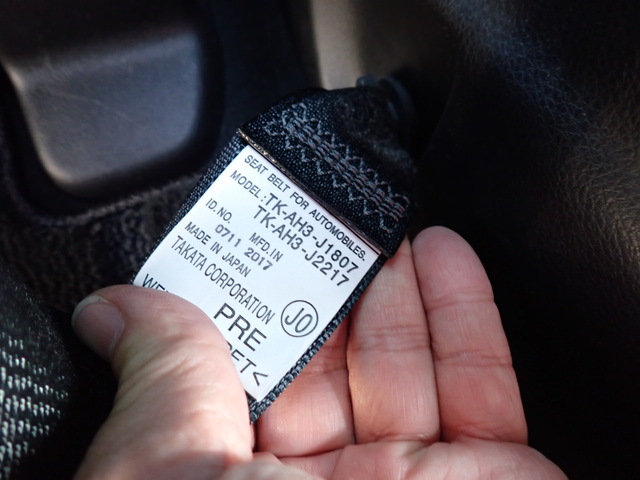 SEAT BELT FOR AUTOMOBILES.
MODEL : TK-AH3-J1807
TK-AH3-J2217
ID. NO. MFD. IN
0711 2017
MADE IN JAPAN
TAKATA CORPORATION
JO
PRE